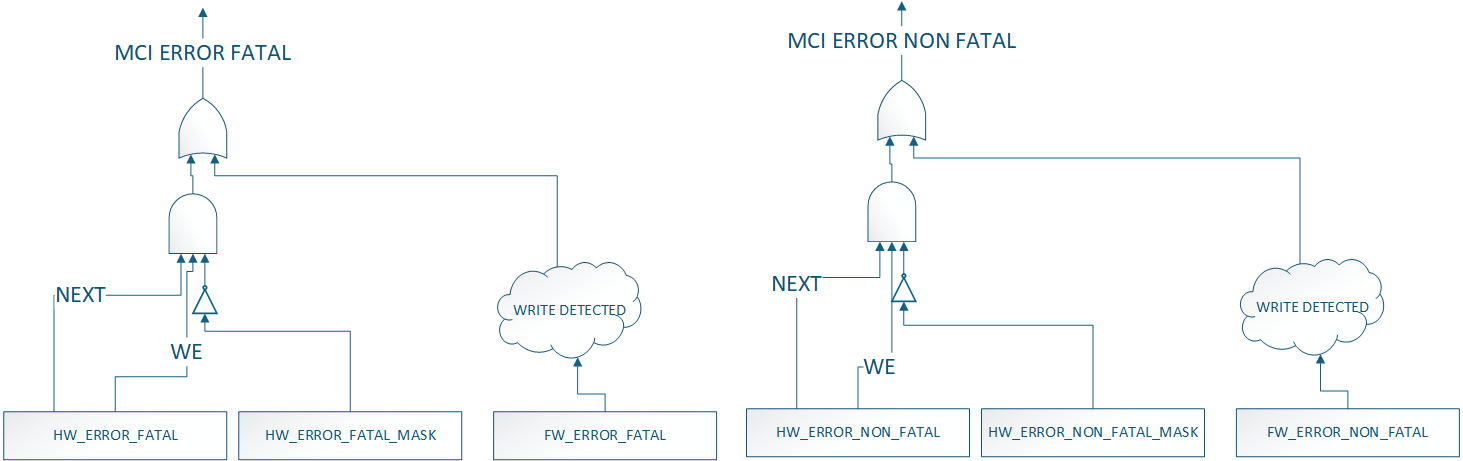 MCI ERROR FATAL
NEXT
WE
WRITE DETECTED
HW_ERROR_FATAL
HW_ERROR_FATAL_MASK
FW_ERROR_FATAL
MCI ERROR NON FATAL
NEXT
WE
WRITE DETECTED
HW_ERROR_NON_FATAL
HW_ERROR_NON_FATAL_MASK
FW_ERROR_NON_FATAL